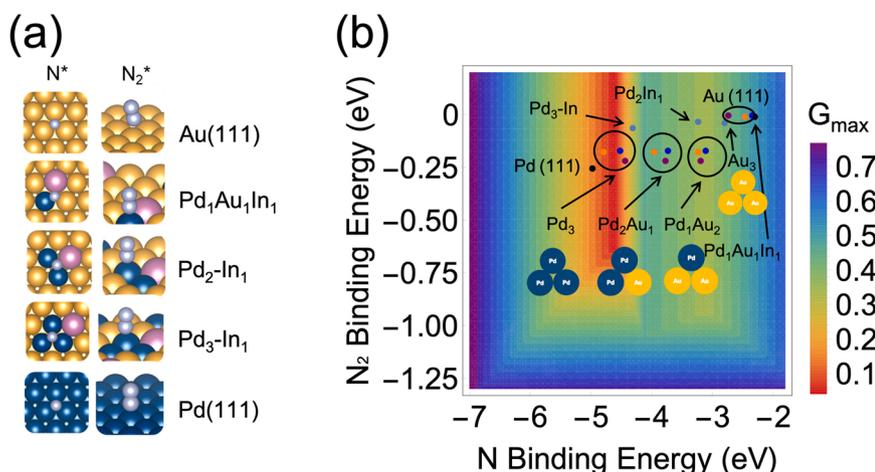 (a)
N* N₂*
Au(111)
Pd₁Au₁In₁
Pd₂-In₁
Pd₃-In₁
Pd(111)
(b)
N₂ Binding Energy (eV)
0
−0.25
−0.50
−0.75
−1.00
−1.25
Pd₃-In
Pd₂In₁
Au (111)
Pd (111)
Au₃
Au
Au Au
Pd₃ Pd₂Au₁ Pd₁Au₂
Pd₁Au₁In₁
Pd Pd Pd
Pd Pd Pd Au Au Au
−7 −6 −5 −4 −3 −2
N Binding Energy (eV)
Gmax
0.7
0.6
0.5
0.4
0.3
0.2
0.1